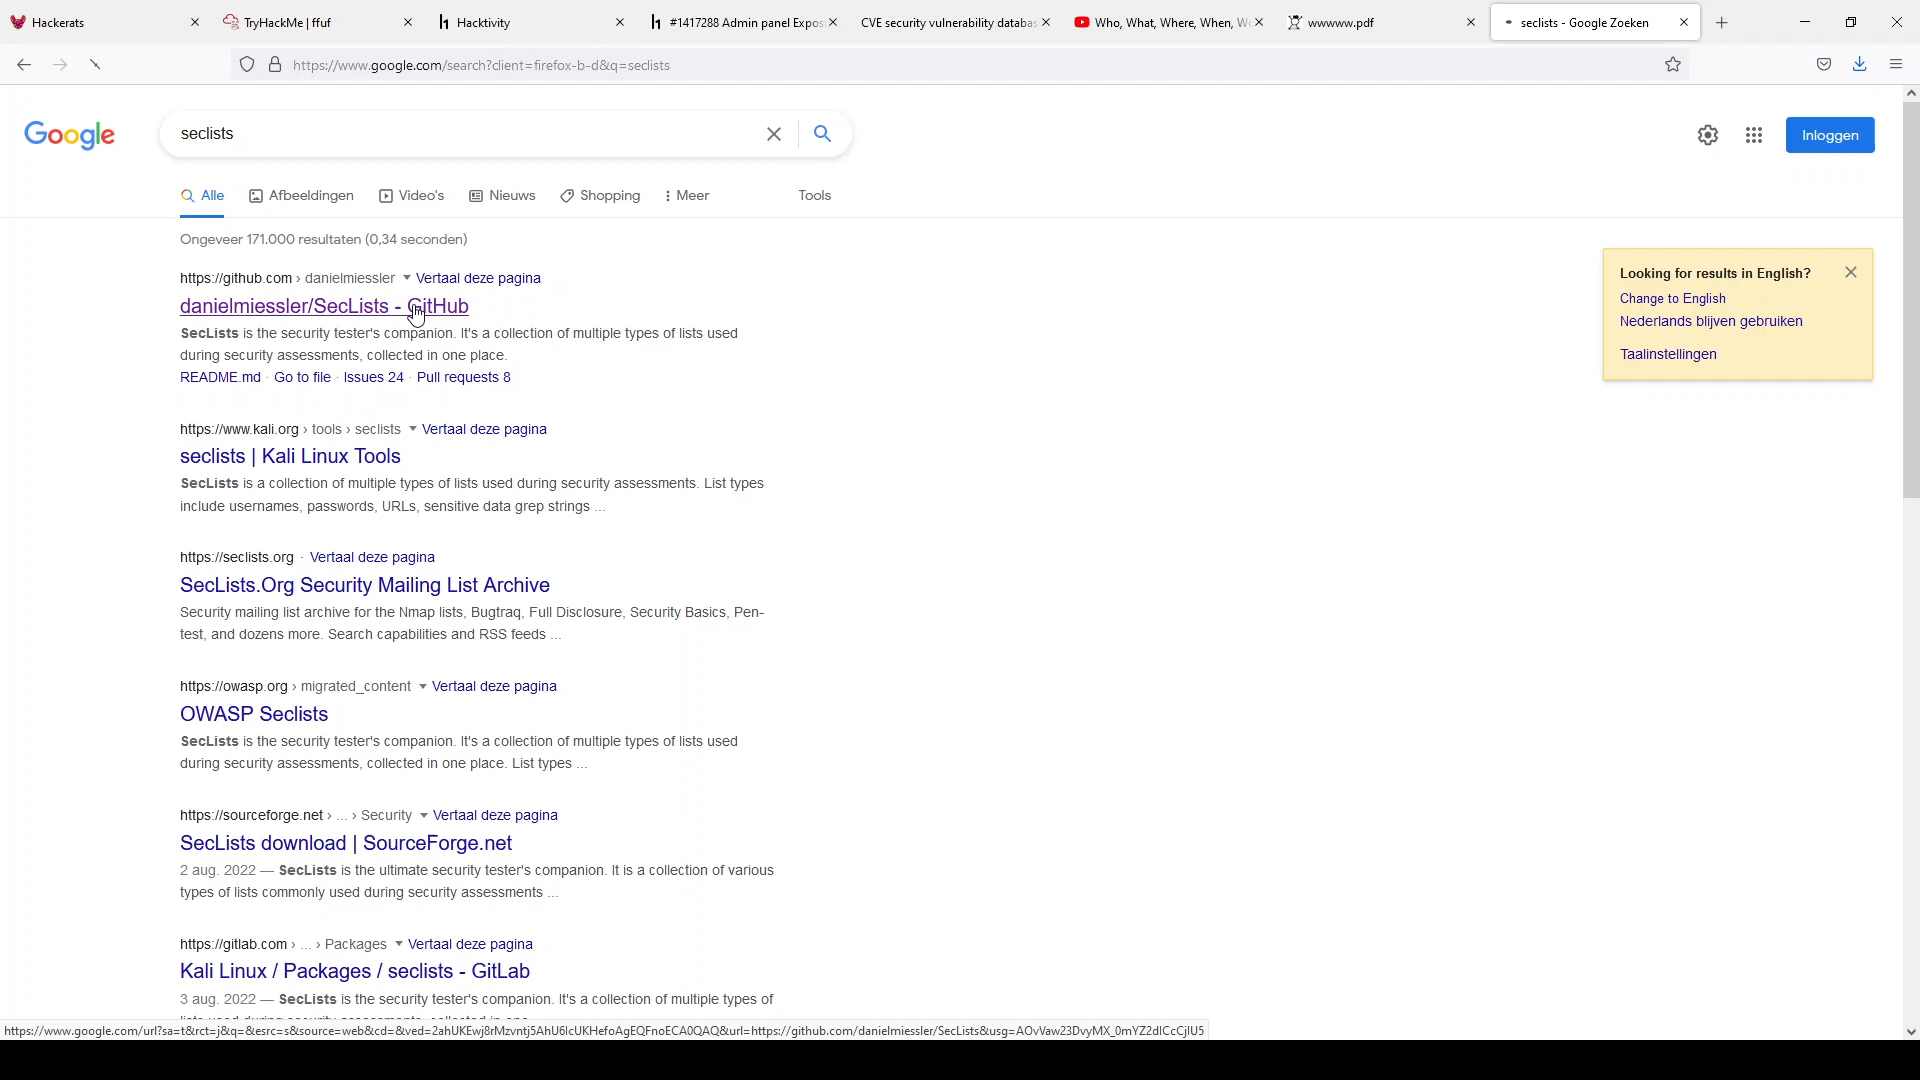 Hackerats
TryHackMe | ffuf
Hacktivity
#1417288 Admin panel Expos
CVE security vulnerability databas
Who, What, Where, When, Wo
wwwww.pdf
seclists - Google Zoeken
https://www.google.com/search?client=firefox-b-d&q=seclists
Google
seclists
Inloggen
Alle
Afbeeldingen
Video's
Nieuws
Shopping
Meer
Tools
Ongeveer 171.000 resultaten (0,34 seconden)
https://github.com › danielmiessler
Vertaal deze pagina
danielmiessler/SecLists - GitHub
SecLists is the security tester's companion. It's a collection of multiple types of lists used
during security assessments, collected in one place.
README.md · Go to file · Issues 24 · Pull requests 8
Looking for results in English?
Change to English
Nederlands blijven gebruiken
Taalinstellingen
https://www.kali.org › tools › seclists
Vertaal deze pagina
seclists | Kali Linux Tools
SecLists is a collection of multiple types of lists used during security assessments. List types
include usernames, passwords, URLs, sensitive data grep strings ...
https://seclists.org · Vertaal deze pagina
SecLists.Org Security Mailing List Archive
Security mailing list archive for the Nmap lists, Bugtraq, Full Disclosure, Security Basics, Pen-
test, and dozens more. Search capabilities and RSS feeds ...
https://owasp.org › migrated_content
Vertaal deze pagina
OWASP Seclists
SecLists is the security tester's companion. It's a collection of multiple types of lists used
during security assessments, collected in one place. List types ...
https://sourceforge.net › ... › Security
Vertaal deze pagina
SecLists download | SourceForge.net
2 aug. 2022 — SecLists is the ultimate security tester's companion. It is a collection of various
types of lists commonly used during security assessments ...
https://gitlab.com › ... › Packages
Vertaal deze pagina
Kali Linux / Packages / seclists - GitLab
3 aug. 2022 — SecLists is the security tester's companion. It's a collection of multiple types of
https://www.google.com/url?sa=t&rct=j&q=&esrc=s&source=web&cd=&ved=2ahUKEwj8rMzvntj5AhU6lcUKHefoAgEQFnoECA0QAQ&url=https://github.com/danielmiessler/SecLists&usg=AOvVaw23DvyMX_0mYZ2dlCcCjlU5